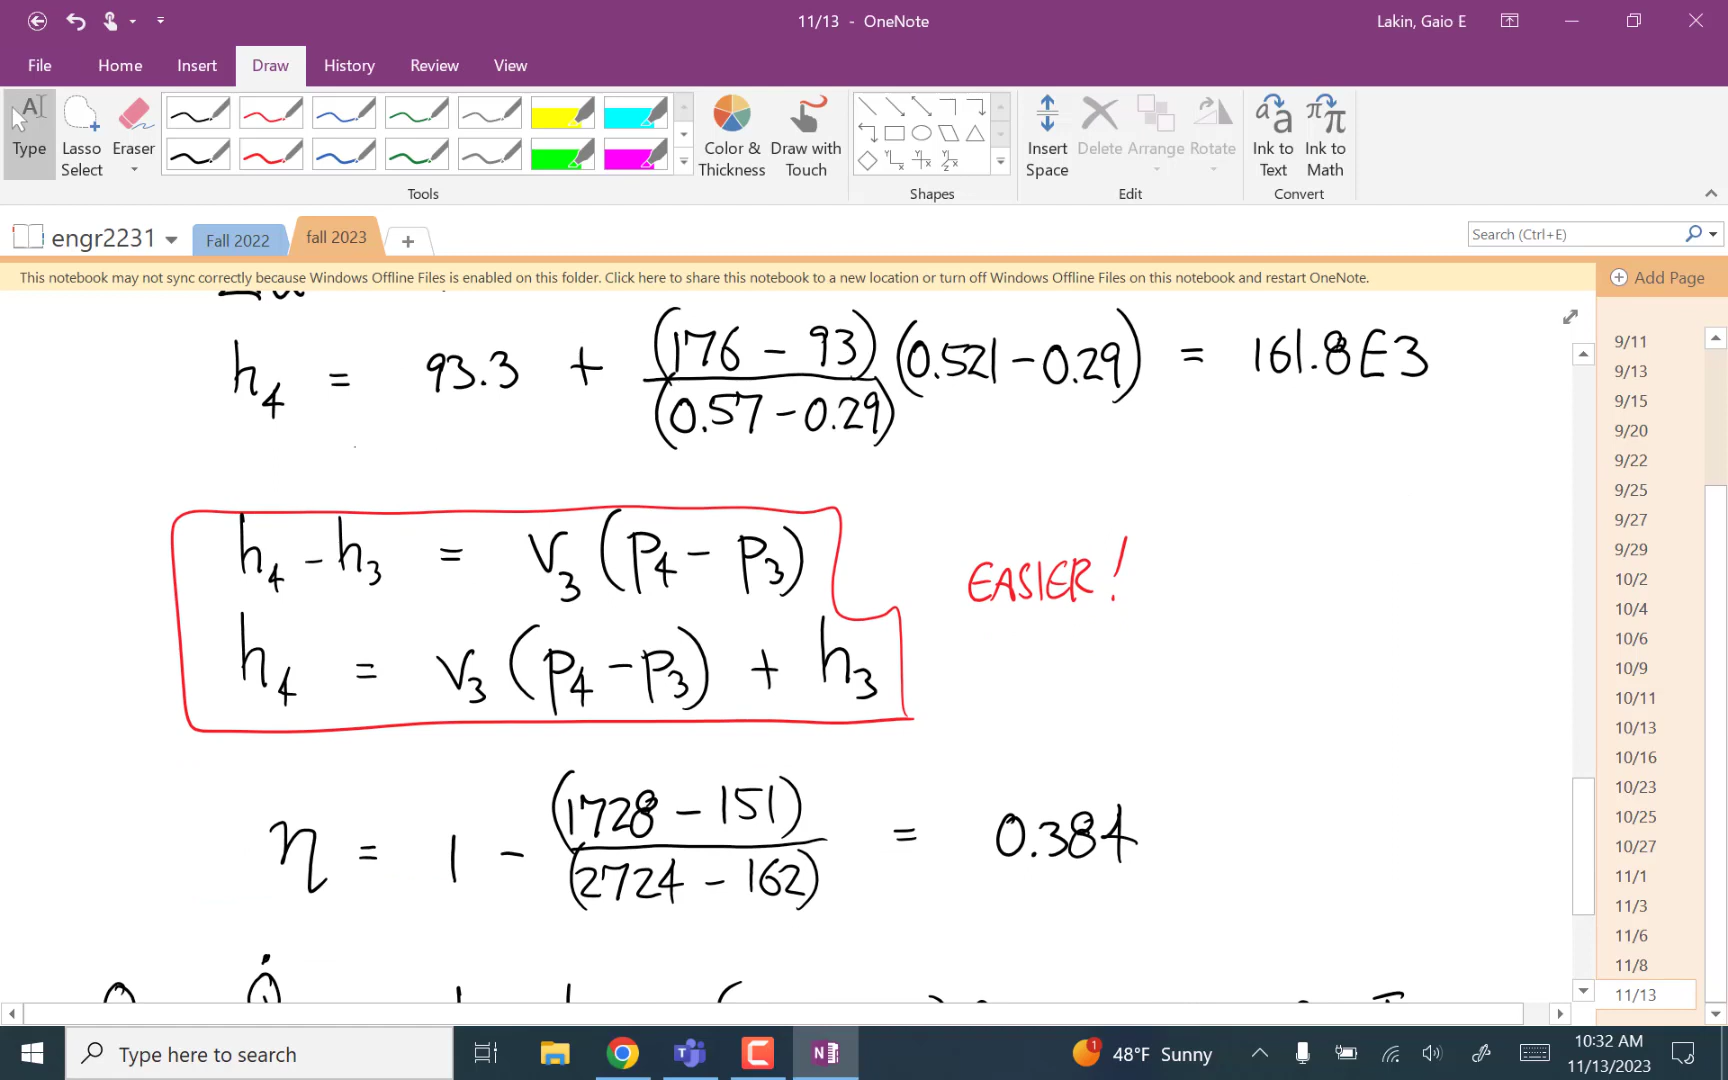 11/13 - OneNote
Lakin, Gaio E
File Home Insert Draw History Review View
Type
Lasso Select
Eraser
Color & Thickness
Draw with Touch
Insert Space
Delete Arrange Rotate
Ink to Text
Ink to Math
Tools Shapes Edit Convert
engr2231 Fall 2022 fall 2023
Search (Ctrl+E)
This notebook may not sync correctly because Windows Offline Files is enabled on this folder. Click here to share this notebook to a new location or turn off Windows Offline Files on this notebook and restart OneNote.
Add Page
h4 = 93.3 + (176 - 93)/(0.57 - 0.29) (0.521 - 0.29) = 161.8E3
h4 - h3 = v3 (p4 - p3)
EASIER!
h4 = v3 (p4 - p3) + h3
η = 1 - (1728 - 151)/(2724 - 162) = 0.384
9/11
9/13
9/15
9/20
9/22
9/25
9/27
9/29
10/2
10/4
10/6
10/9
10/11
10/13
10/16
10/23
10/25
10/27
11/1
11/3
11/6
11/8
11/13
Type here to search
48°F Sunny
10:32 AM
11/13/2023